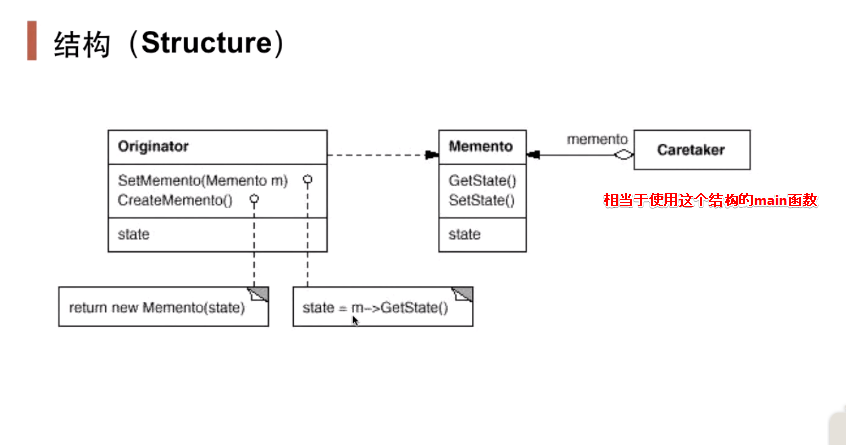 结构（Structure）
Originator
SetMemento(Memento m)
CreateMemento()
state
Memento
GetState()
SetState()
state
memento
Caretaker
相当于使用这个结构的main函数
return new Memento(state)
state = m->GetState()